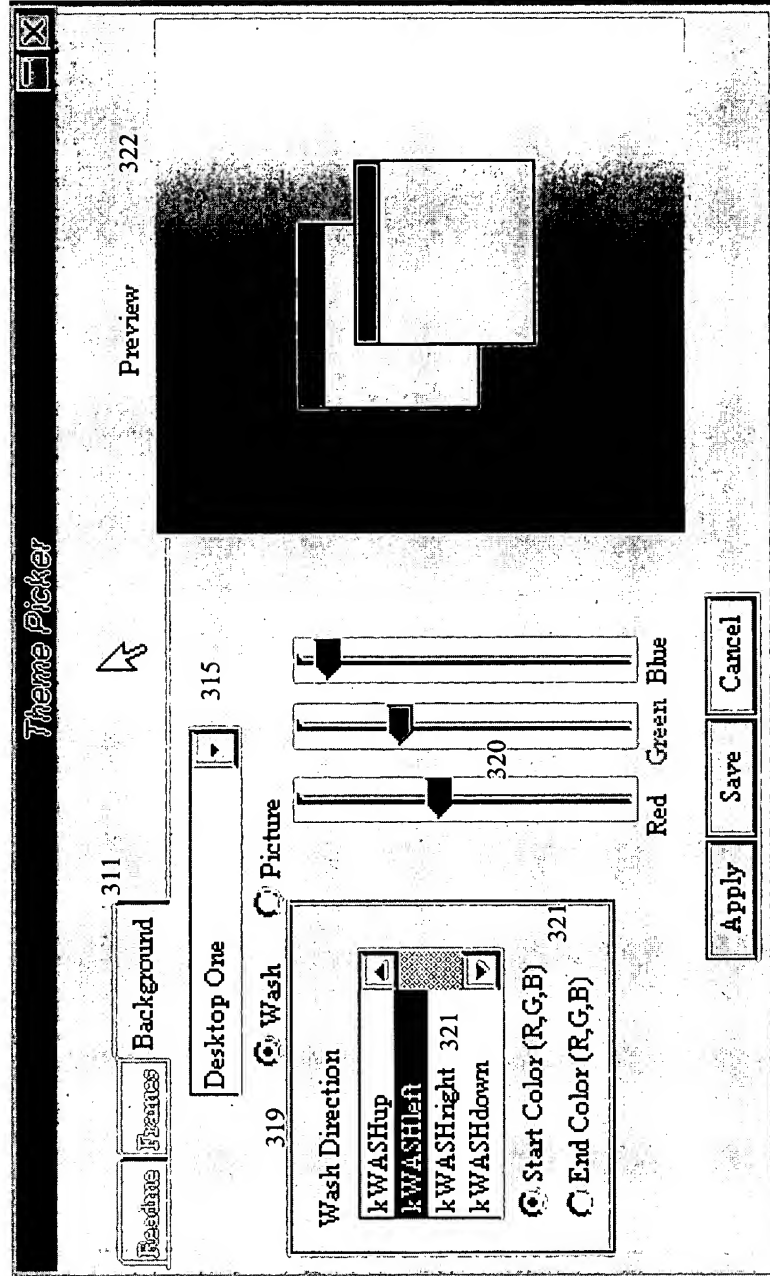 Theme Picker
Readme Frames Background 311
Desktop One 315
319 Wash Picture
Preview 322
Wash Direction
kWASHup
kWASHleft
kWASHright 321
kWASHdown
Start Color (R,G,B)
321
End Color (R,G,B)
320
Red Green Blue
Apply Save Cancel